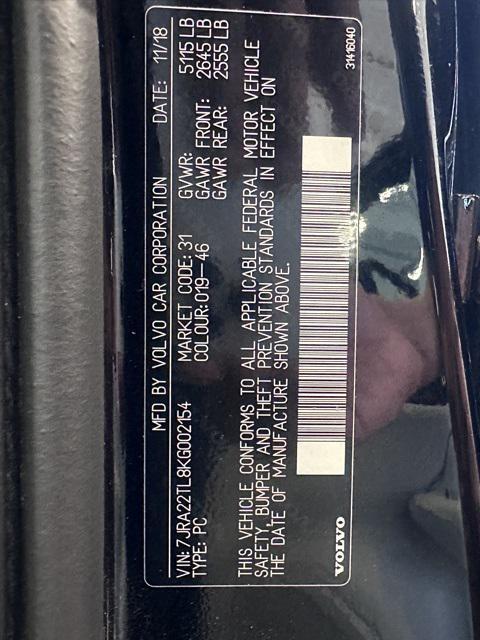 MFD BY VOLVO CAR CORPORATION DATE: 11/18
VIN: 7JRA22TL8KG002154 MARKET CODE: 31 GVWR: 5115 LB
TYPE: PC COLOUR: 019-46 GAWR FRONT: 2645 LB
GAWR REAR: 2555 LB
THIS VEHICLE CONFORMS TO ALL APPLICABLE FEDERAL MOTOR VEHICLE
SAFETY, BUMPER AND THEFT PREVENTION STANDARDS IN EFFECT ON
THE DATE OF MANUFACTURE SHOWN ABOVE.
VOLVO 31416040